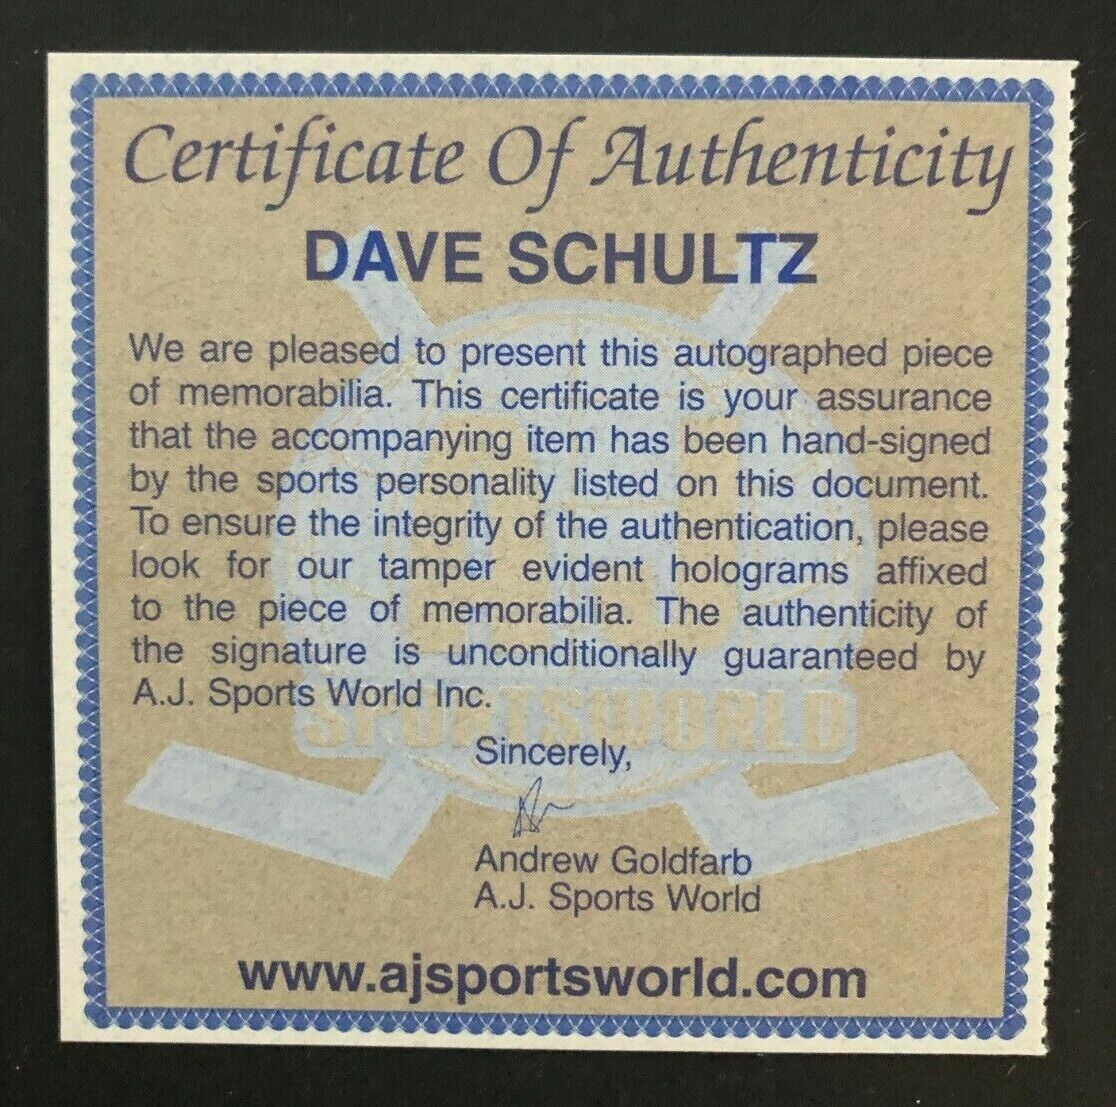 Certificate Of Authenticity
DAVE SCHULTZ
We are pleased to present this autographed piece
of memorabilia. This certificate is your assurance
that the accompanying item has been hand-signed
by the sports personality listed on this document.
To ensure the integrity of the authentication, please
look for our tamper evident holograms affixed
to the piece of memorabilia. The authenticity of
the signature is unconditionally guaranteed by
A.J. Sports World Inc.
SPORTSWORLD
Sincerely,
Andrew Goldfarb
A.J. Sports World
www.ajsportsworld.com